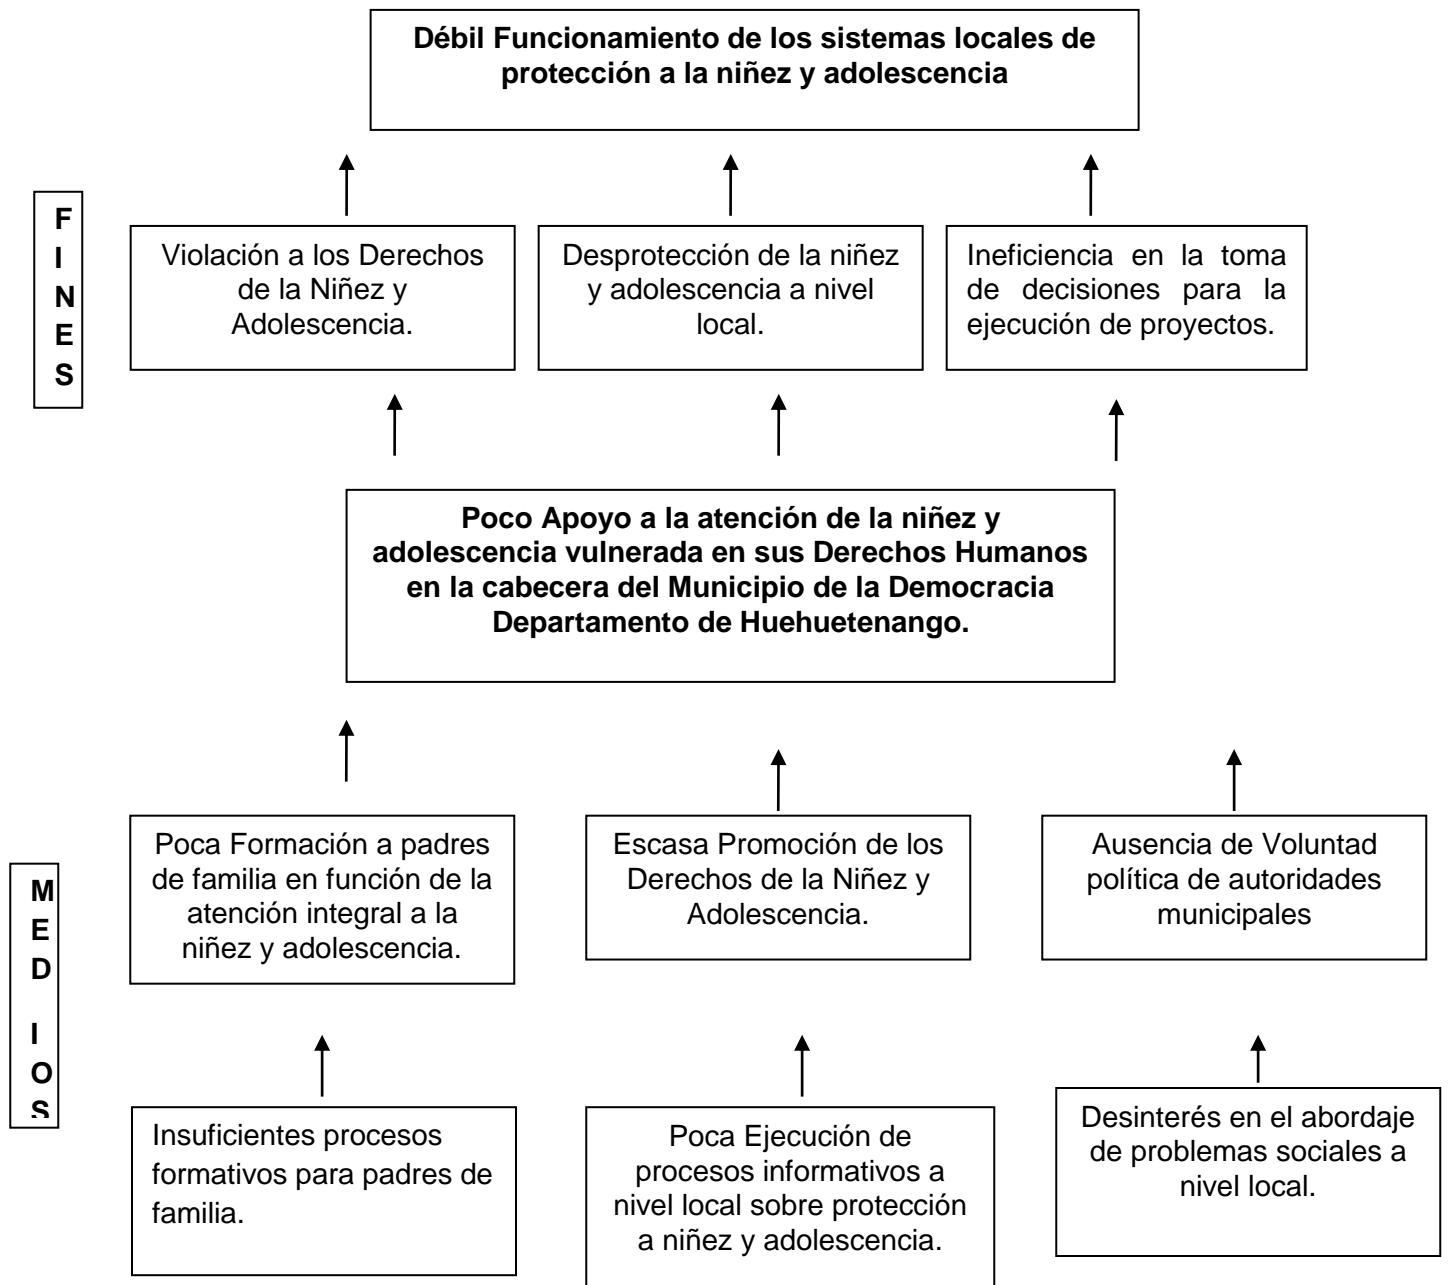 Débil Funcionamiento de los sistemas locales de
protección a la niñez y adolescencia
F
I
N
E
S
Violación a los Derechos
de la Niñez y
Adolescencia.
Desprotección de la niñez
y adolescencia a nivel
local.
Ineficiencia en la toma
de decisiones para la
ejecución de proyectos.
Poco Apoyo a la atención de la niñez y
adolescencia vulnerada en sus Derechos Humanos
en la cabecera del Municipio de la Democracia
Departamento de Huehuetenango.
M
E
D
I
O
S
Poca Formación a padres
de familia en función de la
atención integral a la
niñez y adolescencia.
Escasa Promoción de los
Derechos de la Niñez y
Adolescencia.
Ausencia de Voluntad
política de autoridades
municipales
Insuficientes procesos
formativos para padres de
familia.
Poca Ejecución de
procesos informativos a
nivel local sobre protección
a niñez y adolescencia.
Desinterés en el abordaje
de problemas sociales a
nivel local.